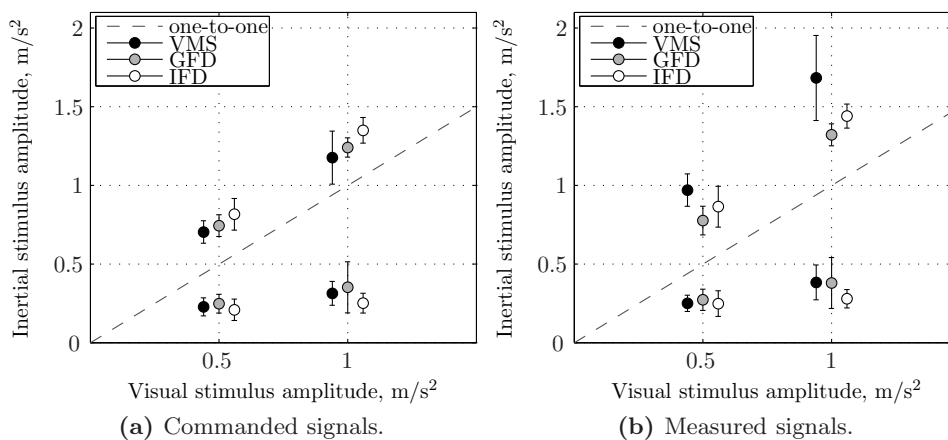 one-to-one
VMS
GFD
IFD
2
1.5
1
0.5
0
0.5
1
Inertial stimulus amplitude, m/s²
Visual stimulus amplitude, m/s²
(a) Commanded signals.
one-to-one
VMS
GFD
IFD
2
1.5
1
0.5
0
0.5
1
Inertial stimulus amplitude, m/s²
Visual stimulus amplitude, m/s²
(b) Measured signals.